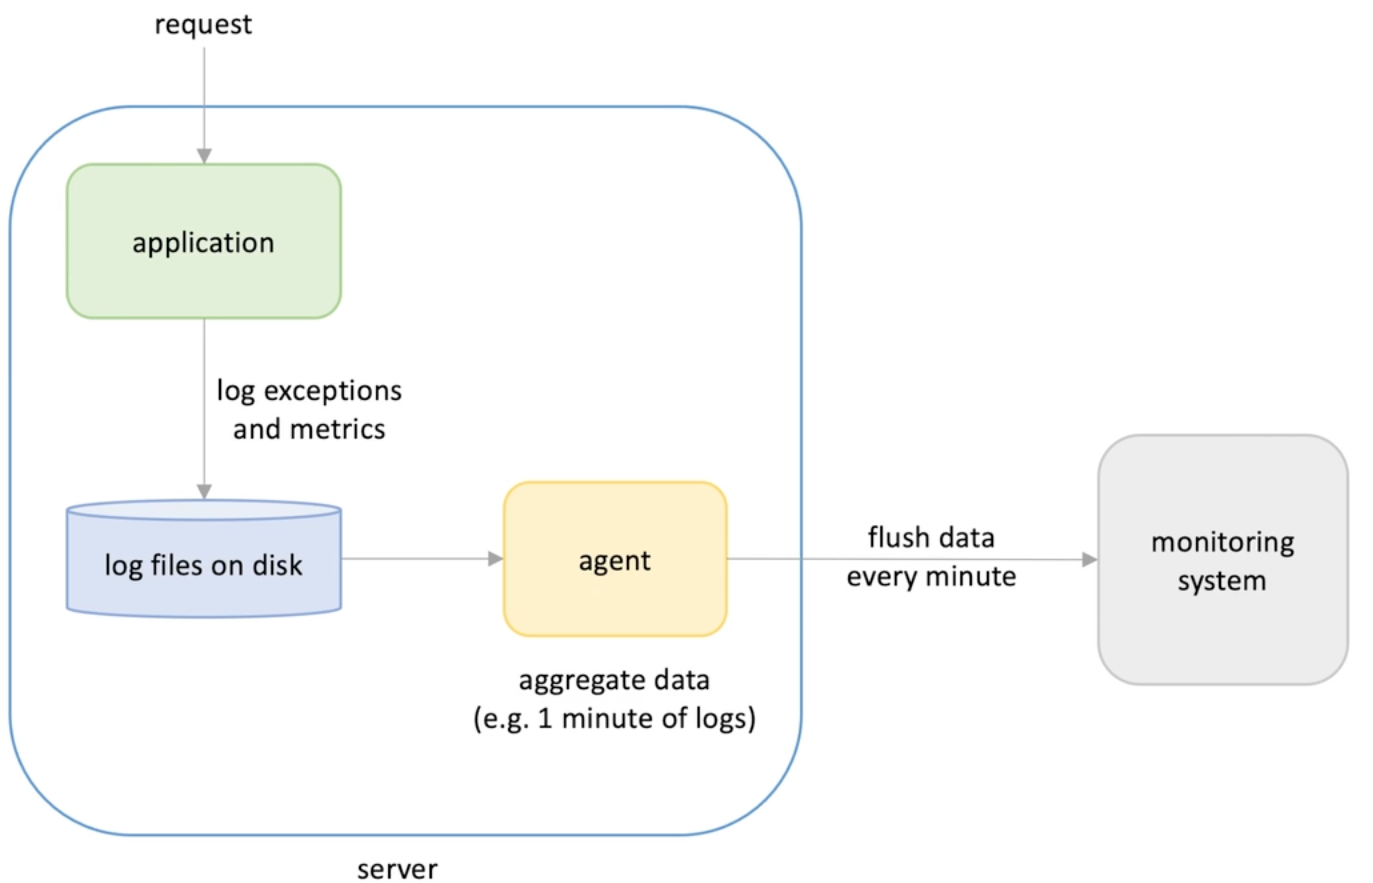 request
application
log exceptions
and metrics
log files on disk
agent
aggregate data
(e.g. 1 minute of logs)
flush data
every minute
monitoring
system
server